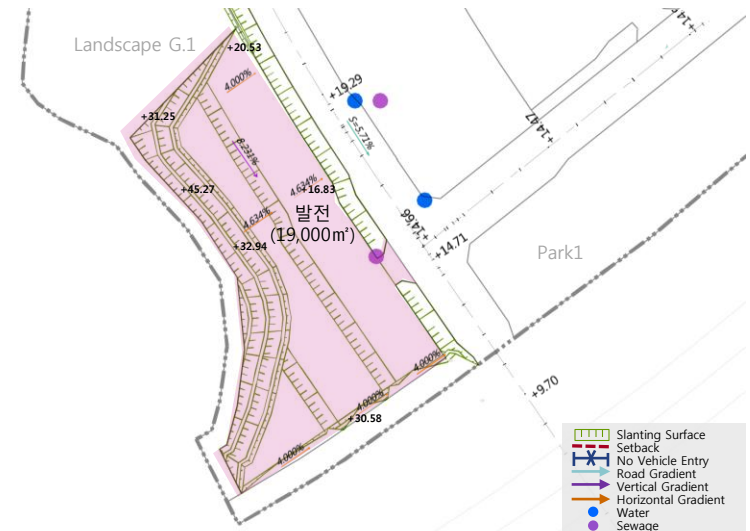 Landscape G.1
+20.53
4.000%
+31.25
+19.29
S=5.71%
+14.47
8.231%
+45.27
4.634%
+16.83
발전
(19,000㎡)
4.634%
+32.94
+14.66
+14.71
Park1
4.000%
4.000%
+30.58
4.000%
+9.70
Slanting Surface
Setback
No Vehicle Entry
Road Gradient
Vertical Gradient
Horizontal Gradient
Water
Sewage